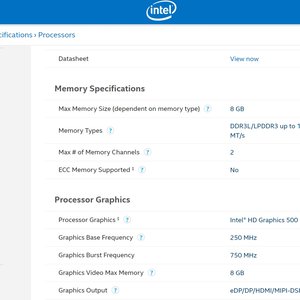 intel
cifications › Processors
Datasheet View now
Memory Specifications
Max Memory Size (dependent on memory type) ? 8 GB
Memory Types ? DDR3L/LPDDR3 up to
MT/s
Max # of Memory Channels ? 2
ECC Memory Supported ‡ ? No
Processor Graphics
Processor Graphics ‡ ? Intel® HD Graphics 500
Graphics Base Frequency ? 250 MHz
Graphics Burst Frequency 750 MHz
Graphics Video Max Memory ? 8 GB
Graphics Output ? eDP/DP/HDMI/MIPI-DSI